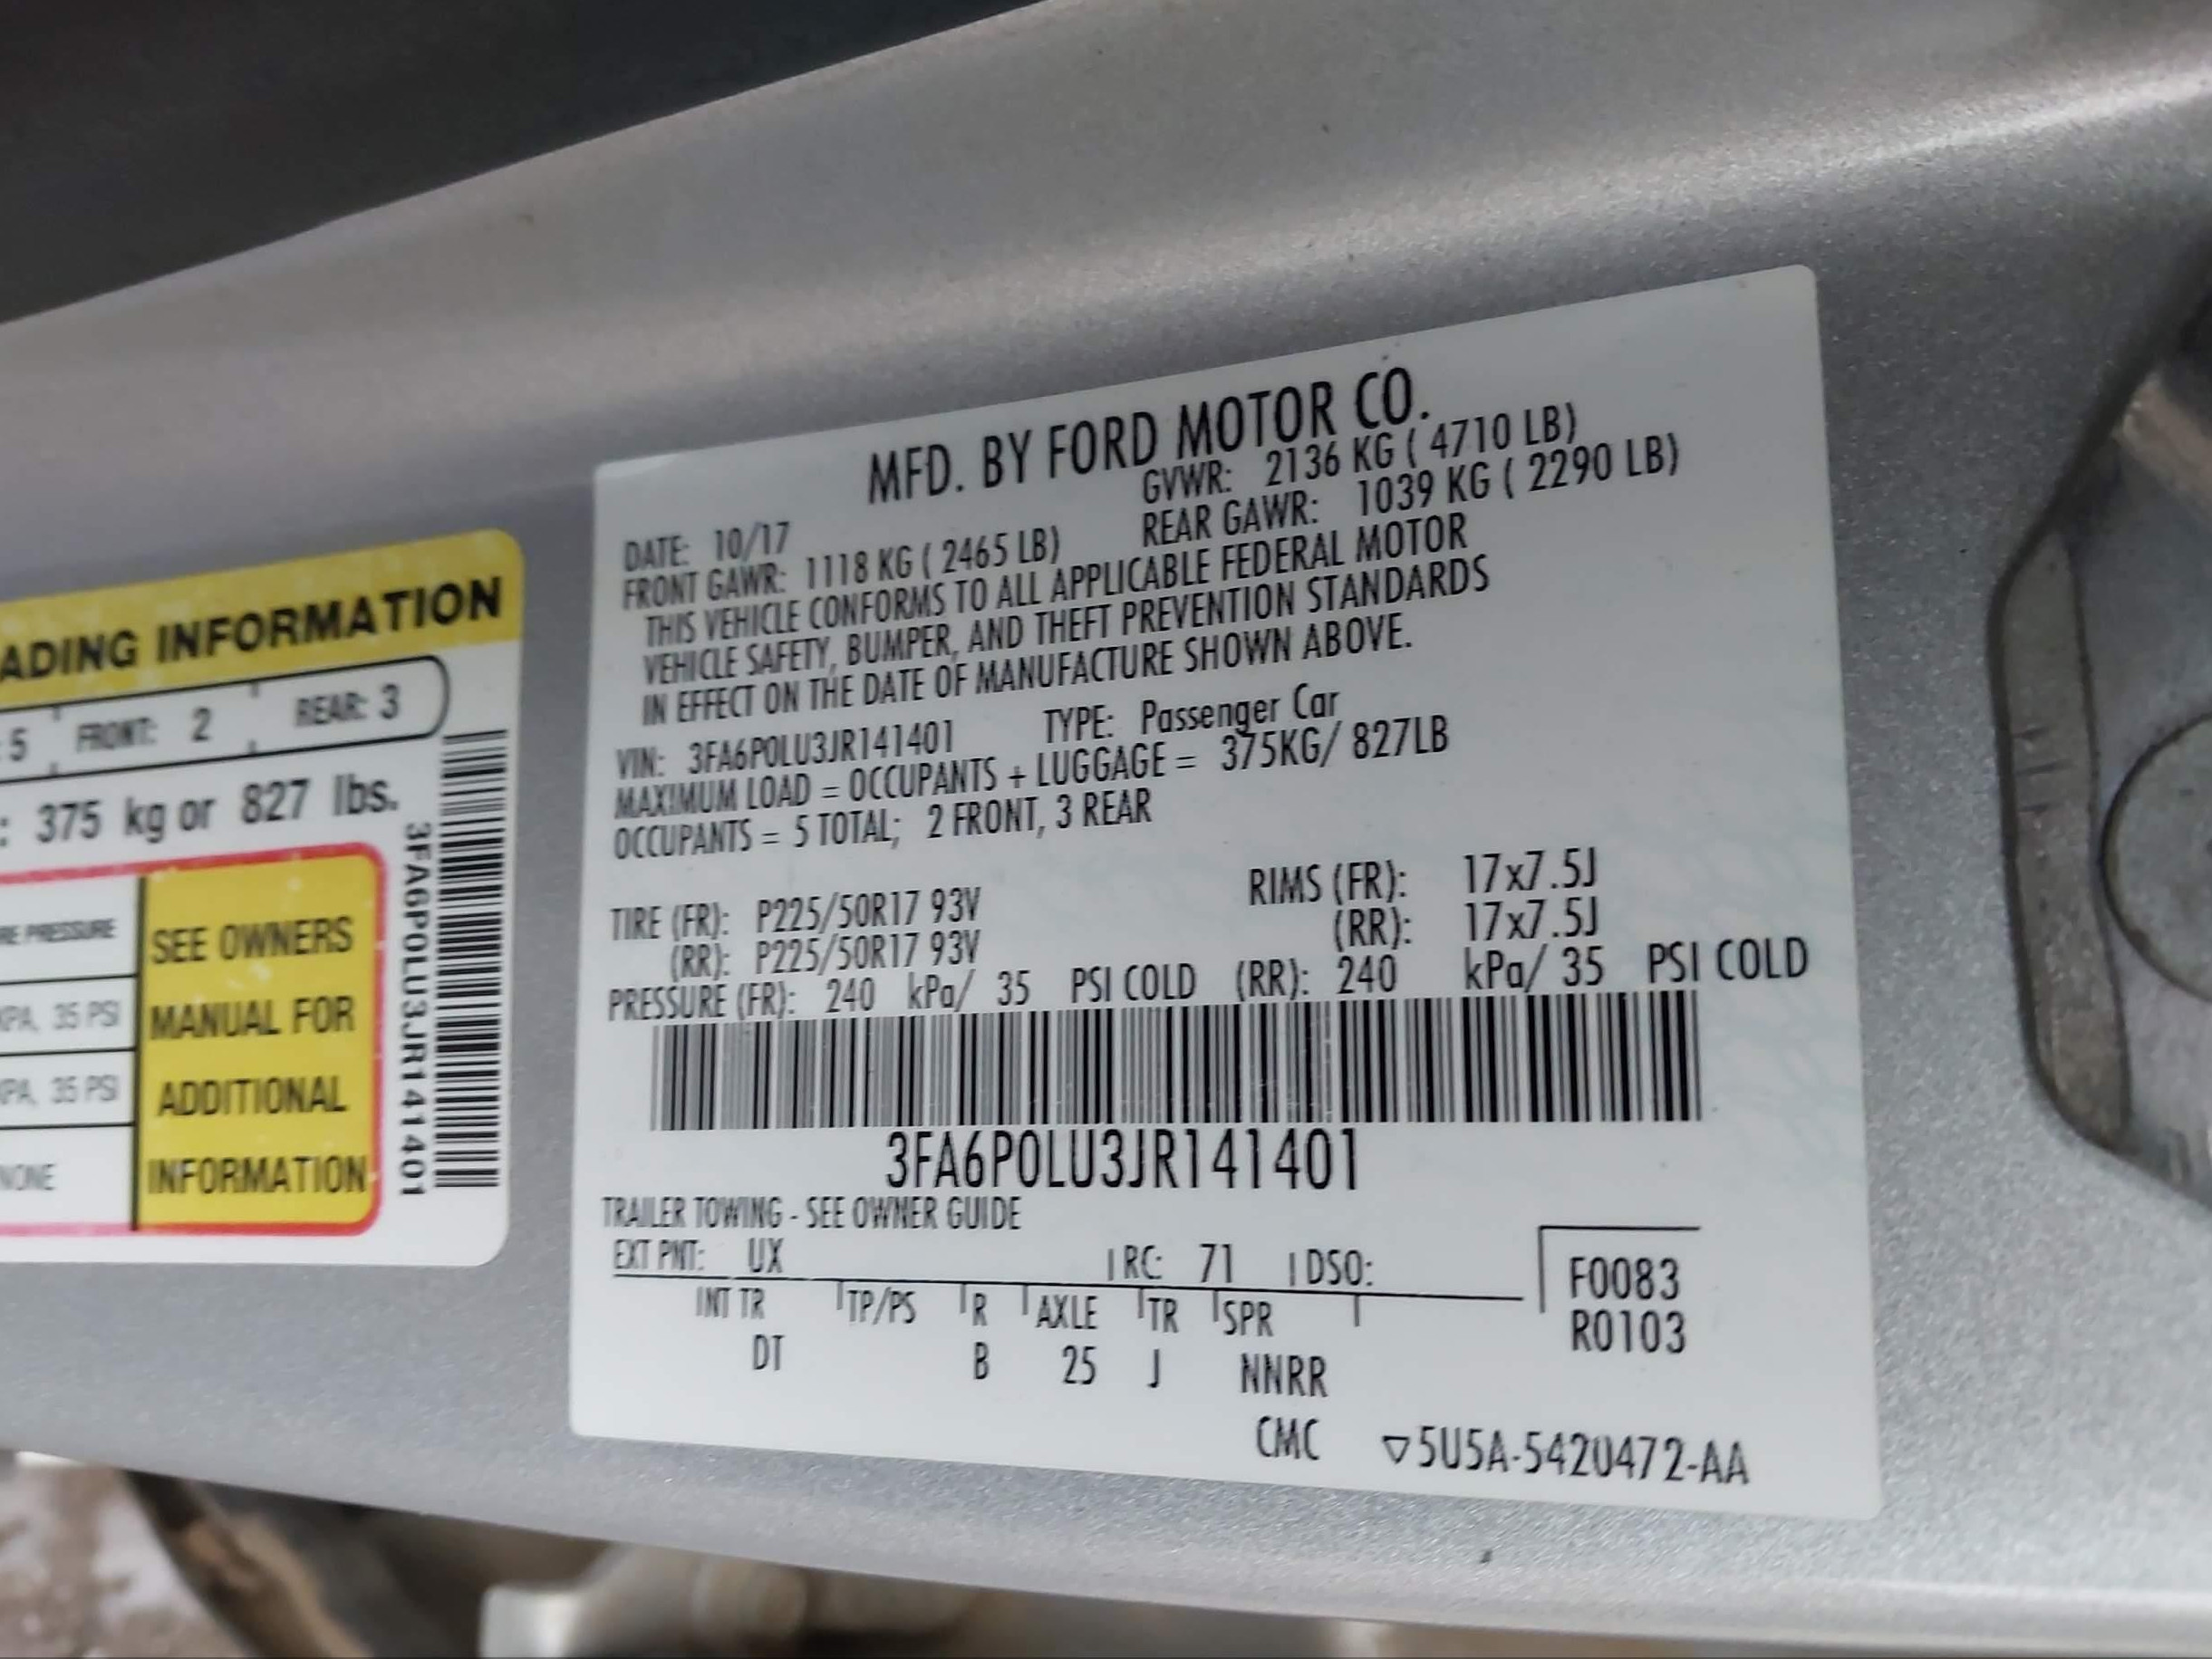 ADING INFORMATION
5 FRONT: 2 REAR: 3
: 375 kg or 827 lbs.
RE PRESSURE
KPA, 35 PSI
KPA, 35 PSI
NONE
SEE OWNERS
MANUAL FOR
ADDITIONAL
INFORMATION
3FA6P0LU3JR141401
MFD. BY FORD MOTOR CO.
DATE: 10/17 GVWR: 2136 KG ( 4710 LB)
FRONT GAWR: 1118 KG ( 2465 LB) REAR GAWR: 1039 KG ( 2290 LB)
THIS VEHICLE CONFORMS TO ALL APPLICABLE FEDERAL MOTOR
VEHICLE SAFETY, BUMPER, AND THEFT PREVENTION STANDARDS
IN EFFECT ON THE DATE OF MANUFACTURE SHOWN ABOVE.
VIN: 3FA6P0LU3JR141401 TYPE: Passenger Car
MAXIMUM LOAD = OCCUPANTS + LUGGAGE = 375KG/ 827LB
OCCUPANTS = 5 TOTAL; 2 FRONT, 3 REAR
TIRE (FR): P225/50R17 93V RIMS (FR): 17x7.5J
(RR): P225/50R17 93V (RR): 17x7.5J
PRESSURE (FR): 240 kPa/ 35 PSI COLD (RR): 240 kPa/ 35 PSI COLD
3FA6P0LU3JR141401
TRAILER TOWING - SEE OWNER GUIDE
EXT PNT: UX RC: 71 DSO:
F0083
R0103
INT TR TP/PS R AXLE TR SPR
DT B 25 J NNRR
CMC ▽5U5A-5420472-AA